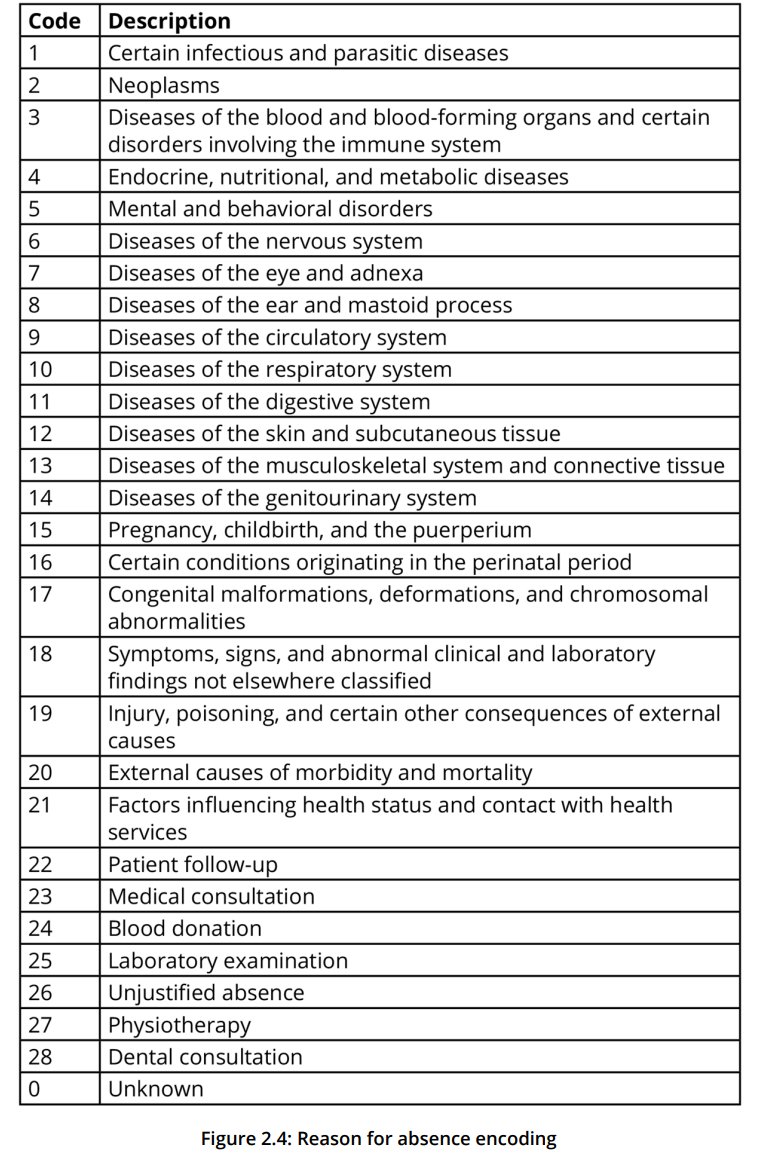 Code Description
1 Certain infectious and parasitic diseases
2 Neoplasms
3 Diseases of the blood and blood-forming organs and certain
disorders involving the immune system
4 Endocrine, nutritional, and metabolic diseases
5 Mental and behavioral disorders
6 Diseases of the nervous system
7 Diseases of the eye and adnexa
8 Diseases of the ear and mastoid process
9 Diseases of the circulatory system
10 Diseases of the respiratory system
11 Diseases of the digestive system
12 Diseases of the skin and subcutaneous tissue
13 Diseases of the musculoskeletal system and connective tissue
14 Diseases of the genitourinary system
15 Pregnancy, childbirth, and the puerperium
16 Certain conditions originating in the perinatal period
17 Congenital malformations, deformations, and chromosomal
abnormalities
18 Symptoms, signs, and abnormal clinical and laboratory
findings not elsewhere classified
19 Injury, poisoning, and certain other consequences of external
causes
20 External causes of morbidity and mortality
21 Factors influencing health status and contact with health
services
22 Patient follow-up
23 Medical consultation
24 Blood donation
25 Laboratory examination
26 Unjustified absence
27 Physiotherapy
28 Dental consultation
0 Unknown
Figure 2.4: Reason for absence encoding